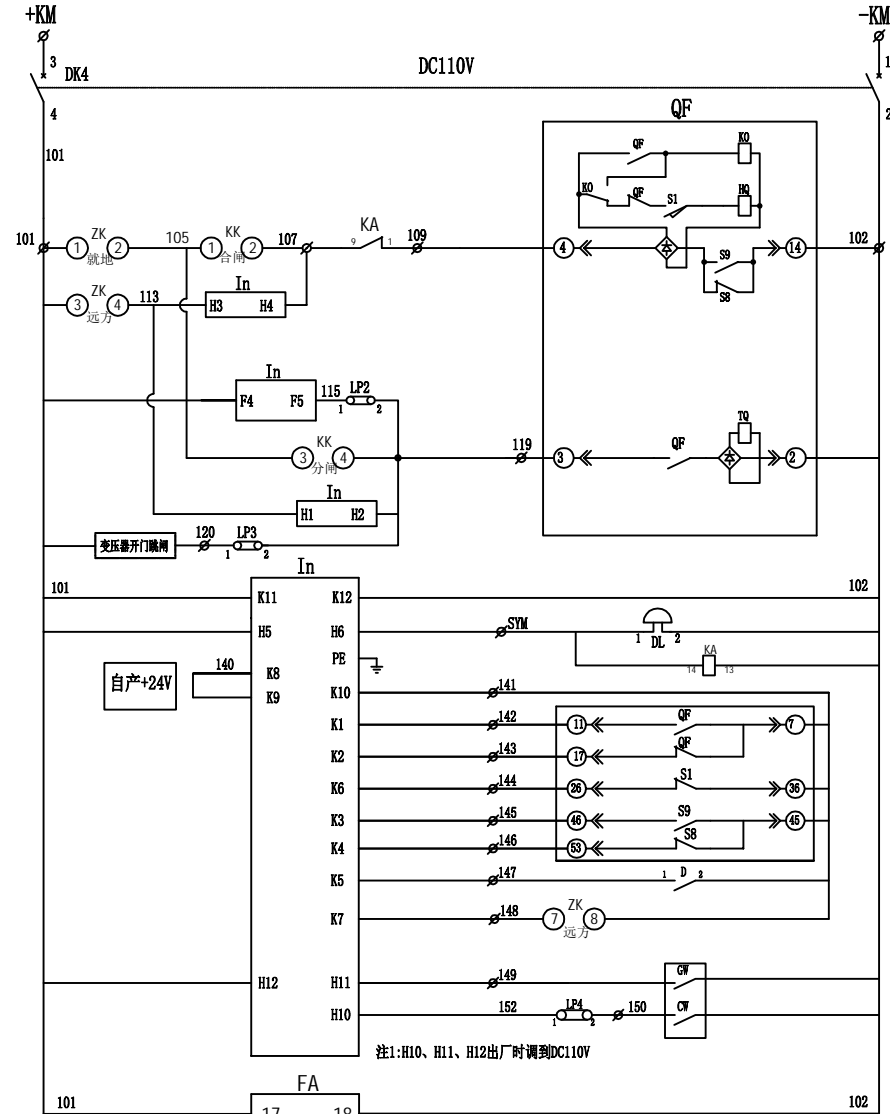 +KM
-KM
3
DK4
DC110V
1
4
2
QF
101
QF
KO
KO
QF
S1
HQ
101
ZK
1
2
就地
105
KK
1
2
合闸
107
KA
9
1
109
4
14
102
S9
S8
ZK
3
4
远方
113
In
H3
H4
In
F4
F5
115
LP2
1
2
TQ
KK
3
4
分闸
119
3
QF
2
In
H1
H2
变压器开门跳闸
120
LP3
1
2
In
101
102
K11
K12
H5
H6
SYM
1
DL
2
PE
KA
14
13
自产+24V
140
K8
K9
K10
141
K1
142
11
QF
7
K2
143
17
QF
K6
144
26
S1
36
K3
145
46
S9
45
K4
146
53
S8
K5
147
1
D
2
K7
148
ZK
7
8
远方
H12
H11
149
GW
H10
152
LP4
1
2
150
CW
注1:H10、H11、H12出厂时调到DC110V
FA
101
17
18
102